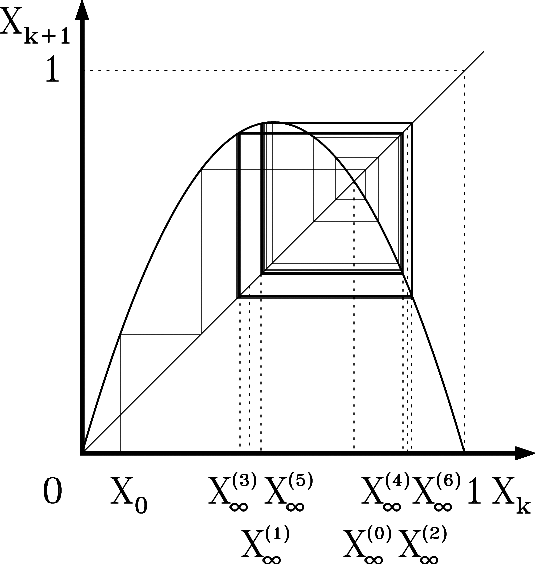 X_{k+1}
1
0 X_0 X_∞^{(3)} X_∞^{(5)} X_∞^{(4)} X_∞^{(6)} 1 X_k
X_∞^{(1)} X_∞^{(0)} X_∞^{(2)}